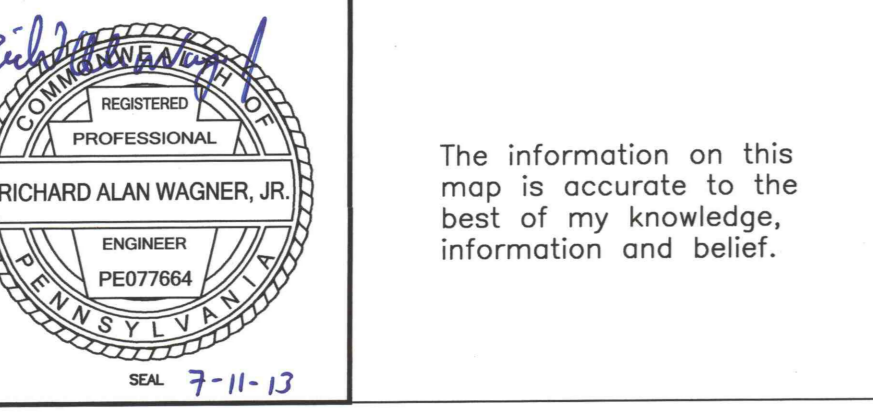 COMMONWEALTH OF
REGISTERED
PROFESSIONAL
RICHARD ALAN WAGNER, JR.
ENGINEER
PE077664
PENNSYLVANIA
SEAL 7-11-13
The information on this
map is accurate to the
best of my knowledge,
information and belief.